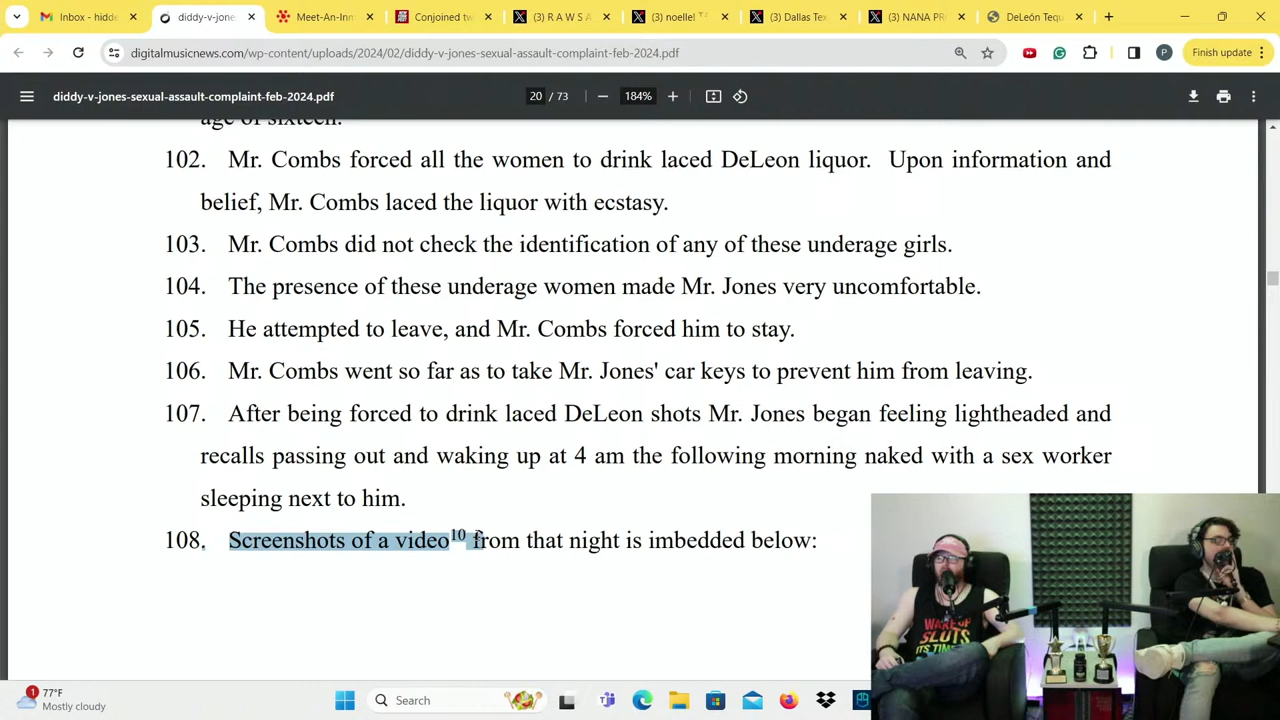 Inbox - hidde
diddy-v-jone
Meet-An-Inm
Conjoined tw
(3) R A W S A
(3) noelle!
(3) Dallas Tex
(3) NANA PR
DeLeón Tequ
digitalmusicnews.com/wp-content/uploads/2024/02/diddy-v-jones-sexual-assault-complaint-feb-2024.pdf
P
Finish update
diddy-v-jones-sexual-assault-complaint-feb-2024.pdf
20 / 73
184%
age of sixteen.
102. Mr. Combs forced all the women to drink laced DeLeon liquor. Upon information and
belief, Mr. Combs laced the liquor with ecstasy.
103. Mr. Combs did not check the identification of any of these underage girls.
104. The presence of these underage women made Mr. Jones very uncomfortable.
105. He attempted to leave, and Mr. Combs forced him to stay.
106. Mr. Combs went so far as to take Mr. Jones' car keys to prevent him from leaving.
107. After being forced to drink laced DeLeon shots Mr. Jones began feeling lightheaded and
recalls passing out and waking up at 4 am the following morning naked with a sex worker
sleeping next to him.
108. Screenshots of a video10 from that night is imbedded below:
WAKE UP
SLUTS
ITS TIME
1
77°F
Mostly cloudy
Search